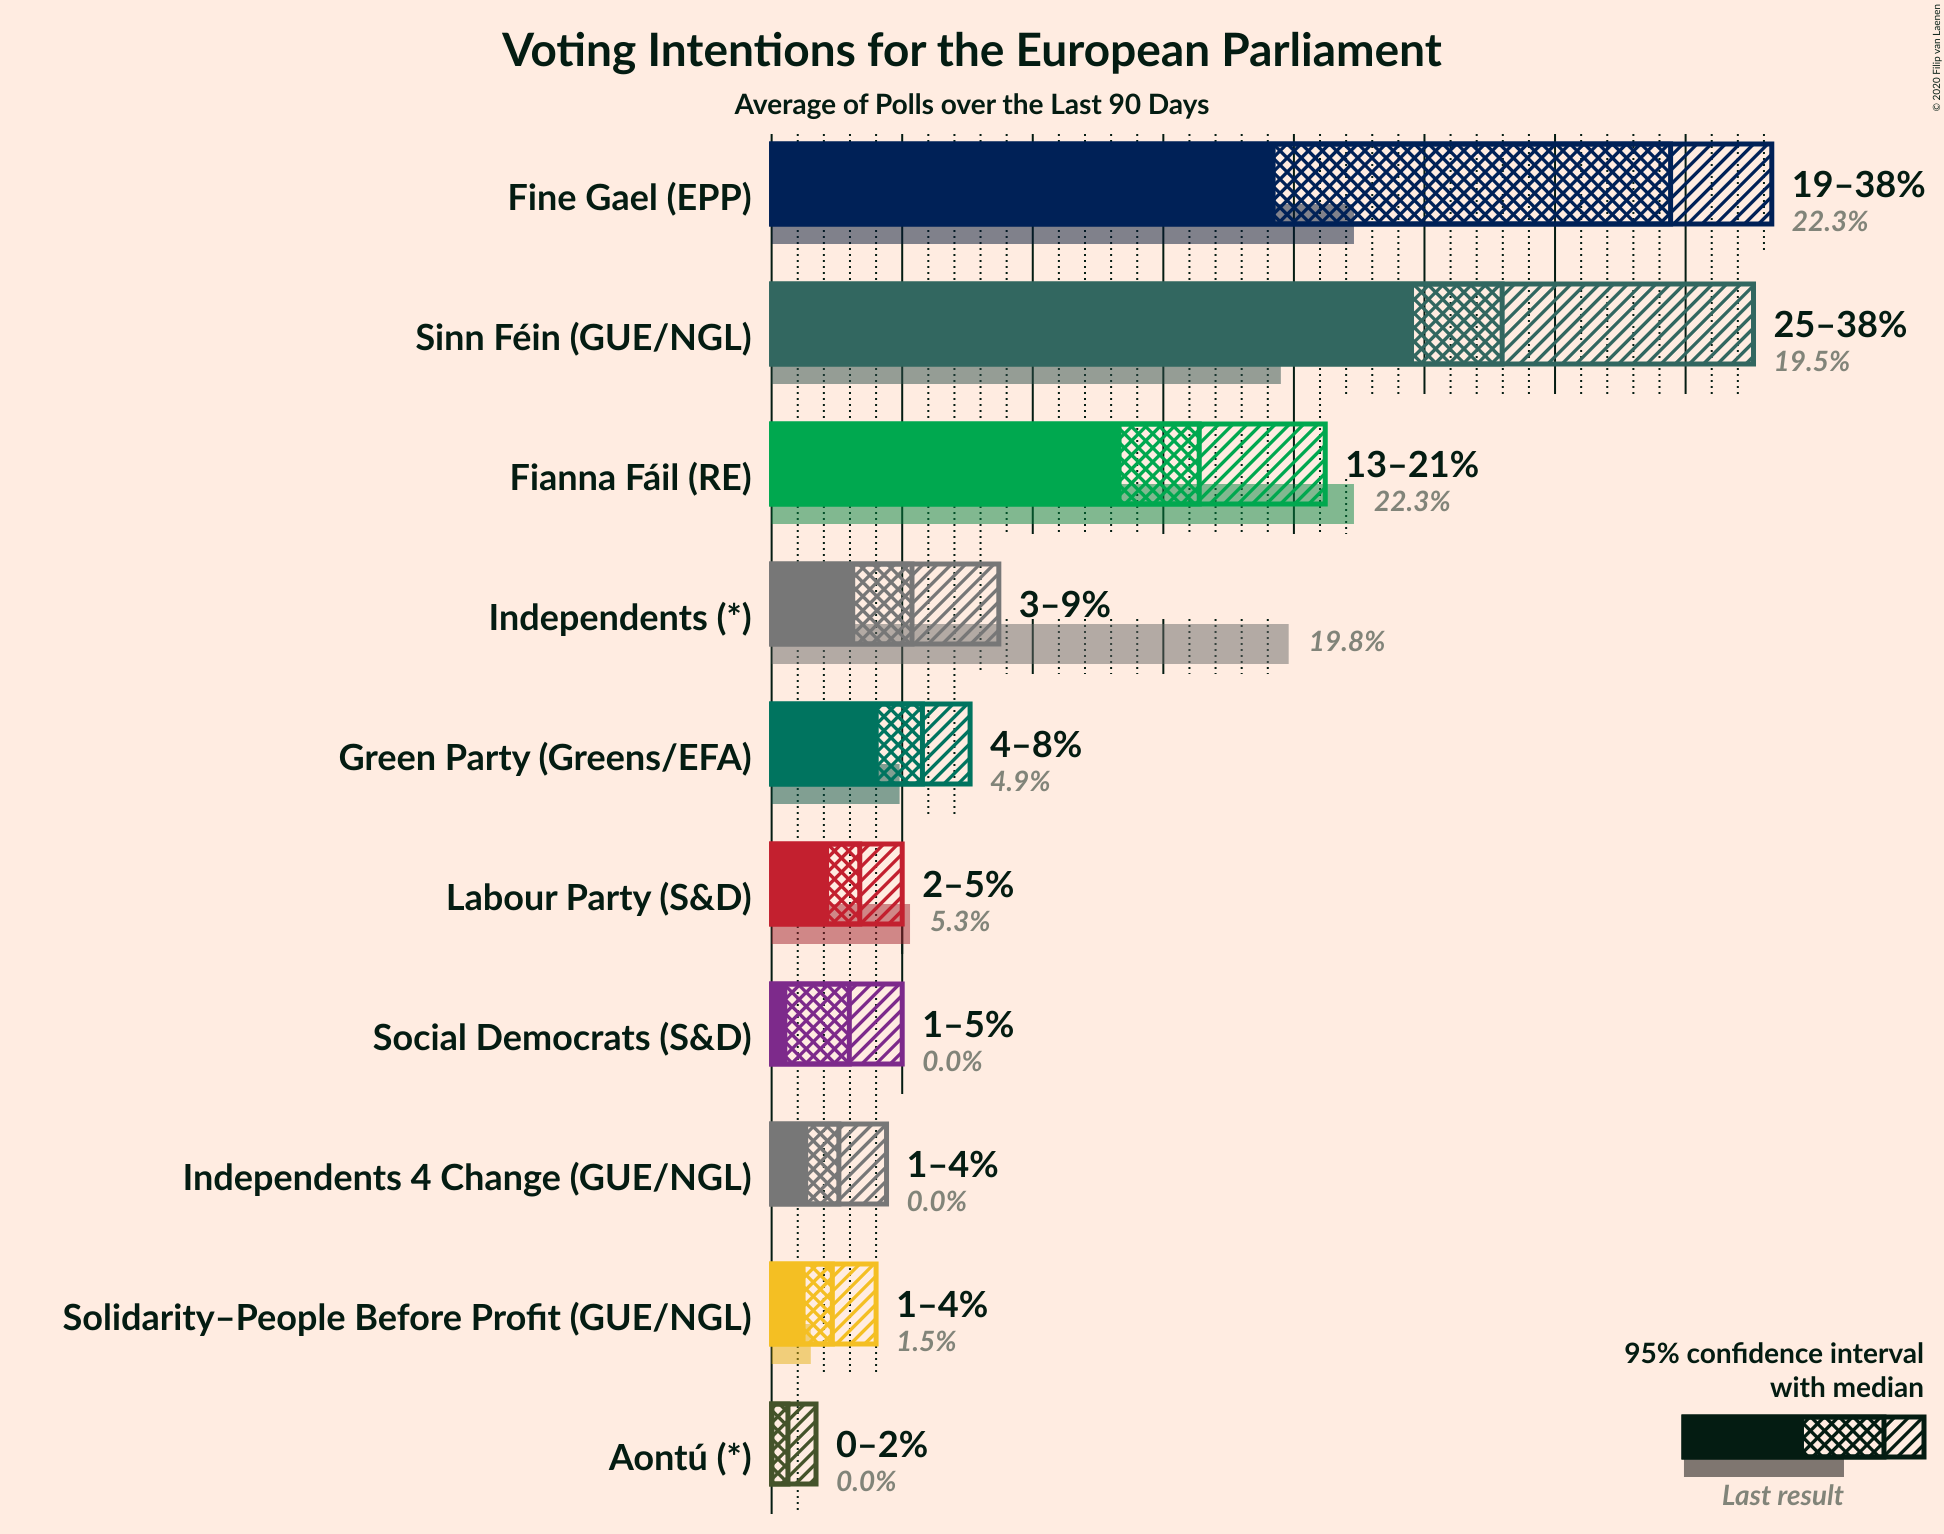 Voting Intentions for the European Parliament
Average of Polls over the Last 90 Days
© 2020 Filip van Laenen
Fine Gael (EPP)
19–38%
22.3%
Sinn Féin (GUE/NGL)
25–38%
19.5%
Fianna Fáil (RE)
13–21%
22.3%
Independents (*)
3–9%
19.8%
Green Party (Greens/EFA)
4–8%
4.9%
Labour Party (S&D)
2–5%
5.3%
Social Democrats (S&D)
1–5%
0.0%
Independents 4 Change (GUE/NGL)
1–4%
0.0%
Solidarity–People Before Profit (GUE/NGL)
1–4%
1.5%
Aontú (*)
0–2%
0.0%
95% confidence interval
with median
Last result